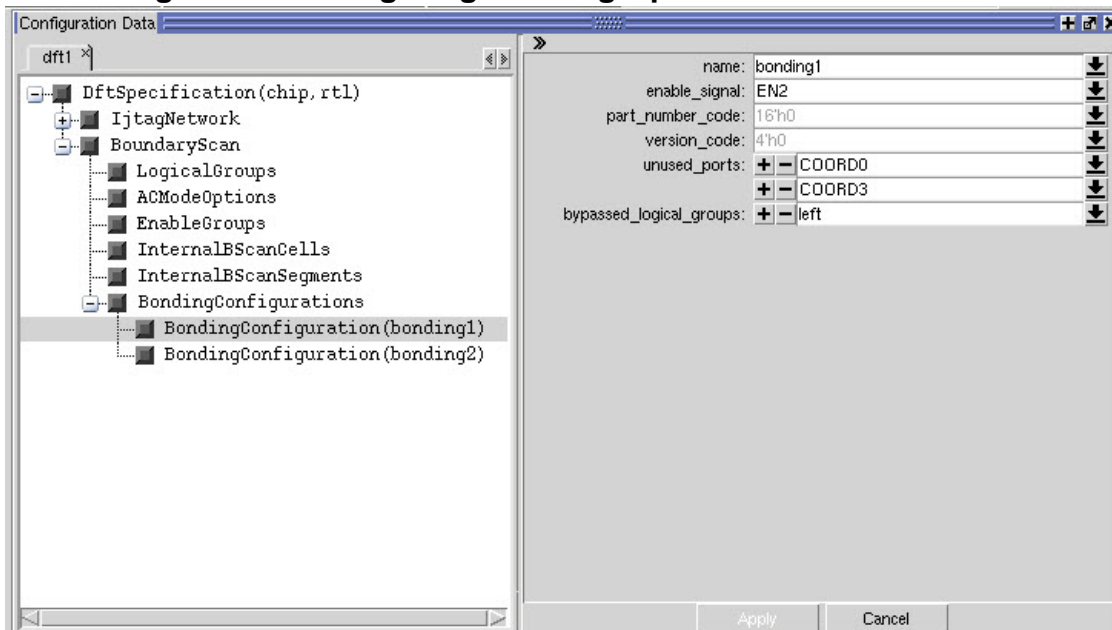 Configuration Data
dft1
DftSpecification(chip,rtl)
IjtagNetwork
BoundaryScan
LogicalGroups
ACModeOptions
EnableGroups
InternalBScanCells
InternalBScanSegments
BondingConfigurations
BondingConfiguration(bonding1)
BondingConfiguration(bonding2)
name: bonding1
enable_signal: EN2
part_number_code: 16'h0
version_code: 4'h0
unused_ports: COORD0
COORD3
bypassed_logical_groups: left
Apply Cancel